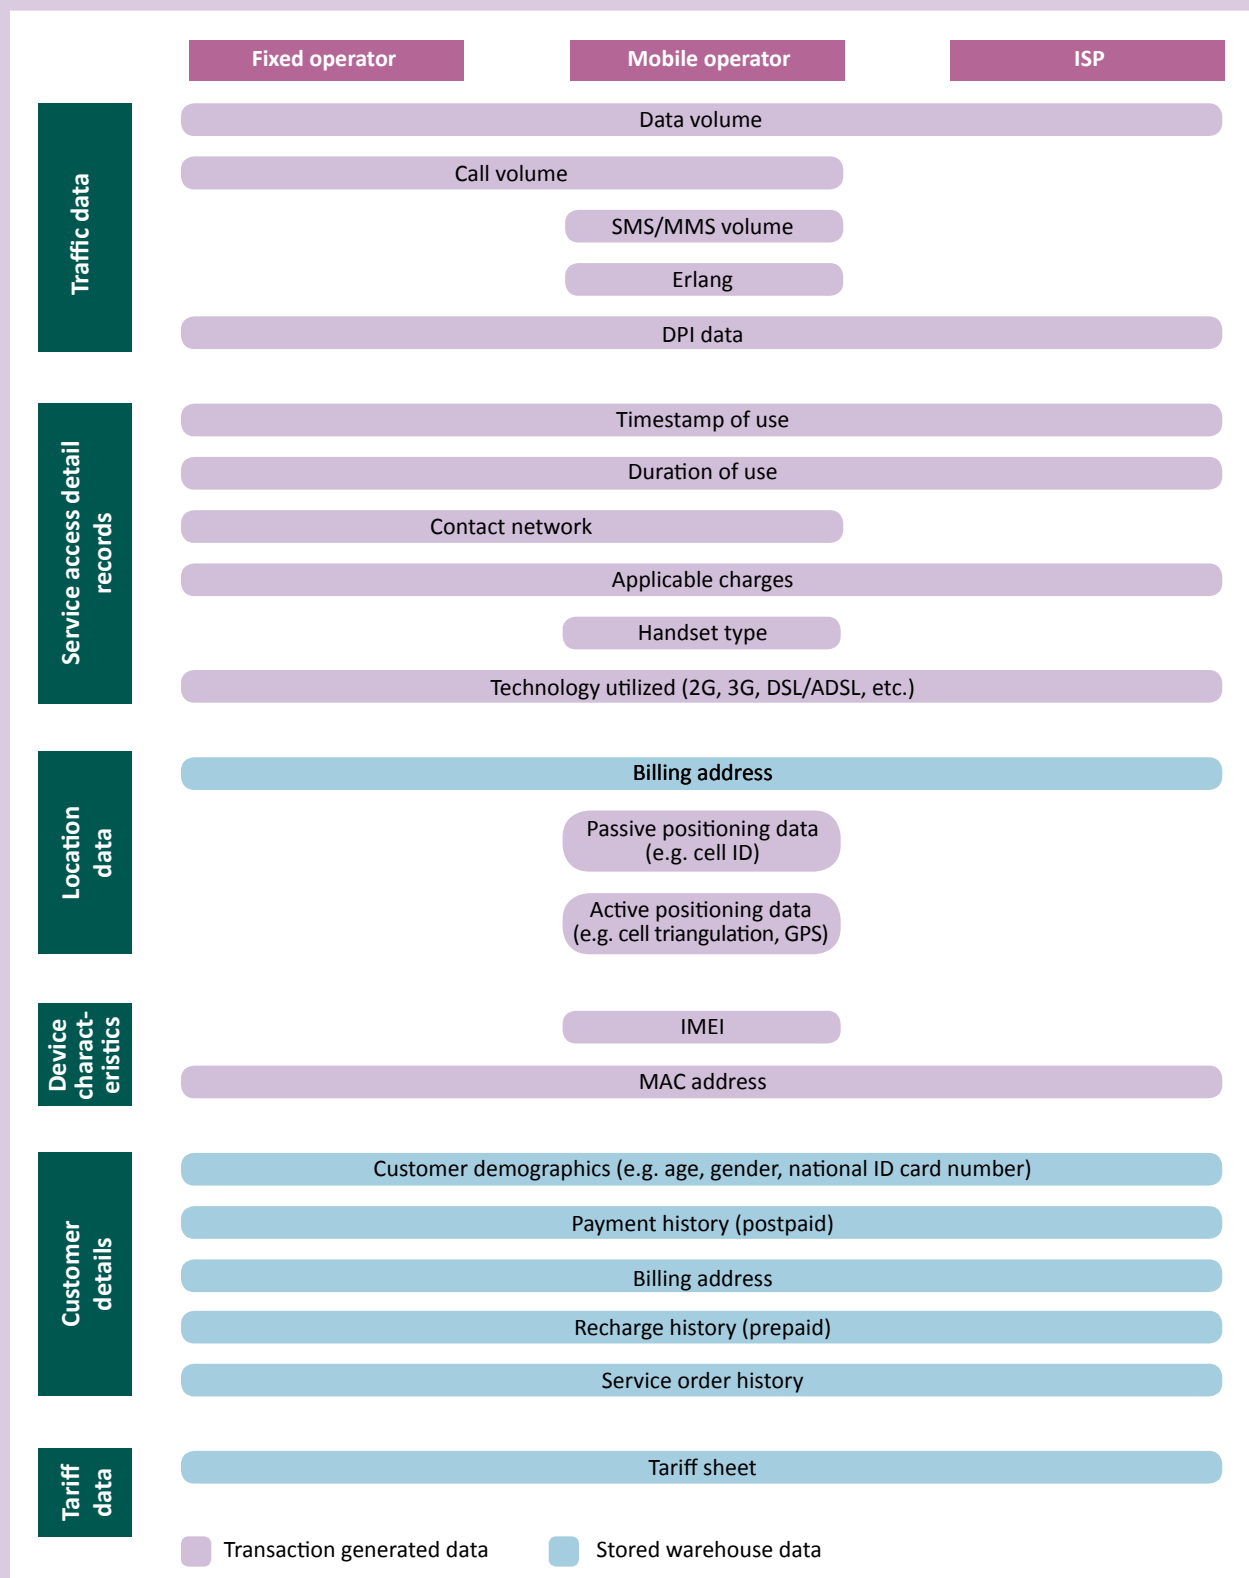 Fixed operator
Mobile operator
ISP
Traffic data
Data volume
Call volume
SMS/MMS volume
Erlang
DPI data
Service access detail
records
Timestamp of use
Duration of use
Contact network
Applicable charges
Handset type
Technology utilized (2G, 3G, DSL/ADSL, etc.)
Location
data
Billing address
Passive positioning data
(e.g. cell ID)
Active positioning data
(e.g. cell triangulation, GPS)
Device
charact-
eristics
IMEI
MAC address
Customer
details
Customer demographics (e.g. age, gender, national ID card number)
Payment history (postpaid)
Billing address
Recharge history (prepaid)
Service order history
Tariff
data
Tariff sheet
Transaction generated data
Stored warehouse data